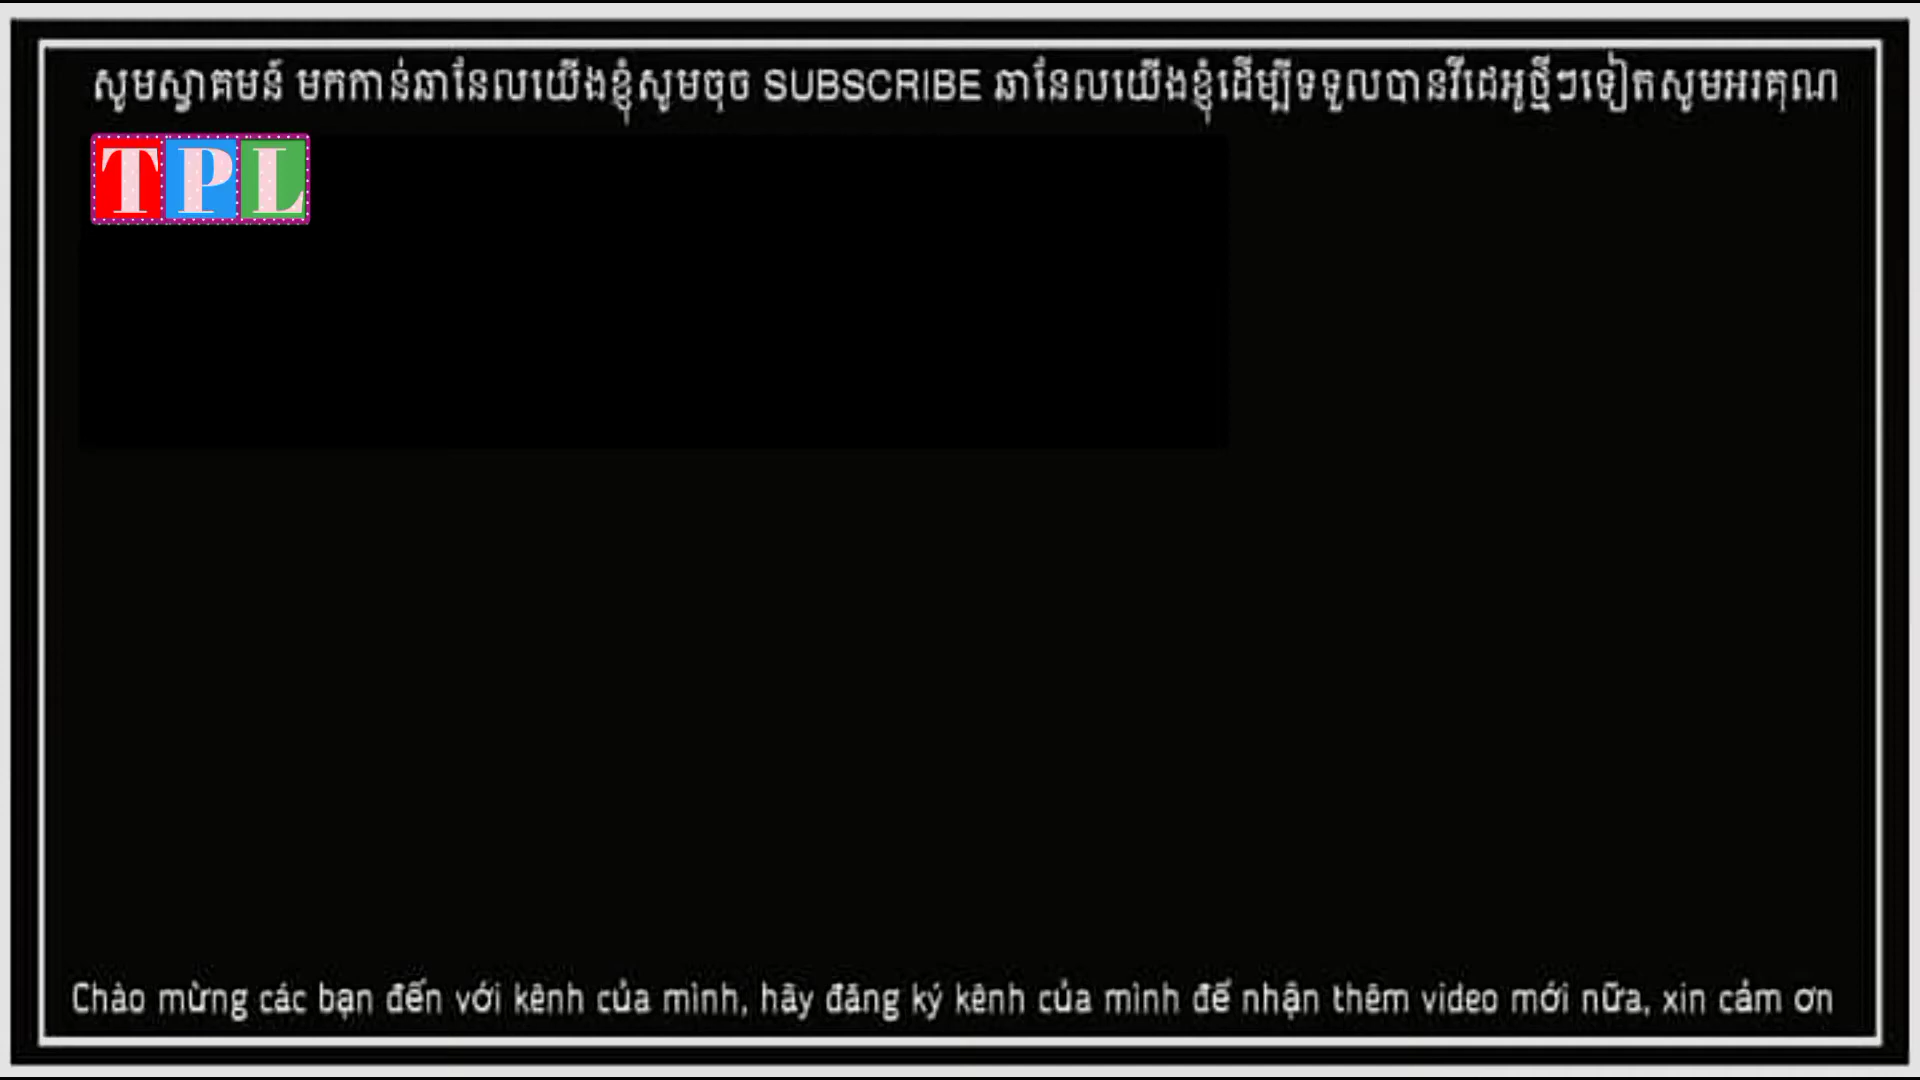 សូមស្វាគមន៍ មកកាន់ឆានែលយើងខ្ញុំសូមចុច SUBSCRIBE ឆានែលយើងខ្ញុំដើម្បីទទួលបានវីដេអូថ្មីៗទៀតសូមអរគុណ
TPL
Chào mừng các bạn đến với kênh của mình, hãy đăng ký kênh của mình để nhận thêm video mới nữa, xin cảm ơn